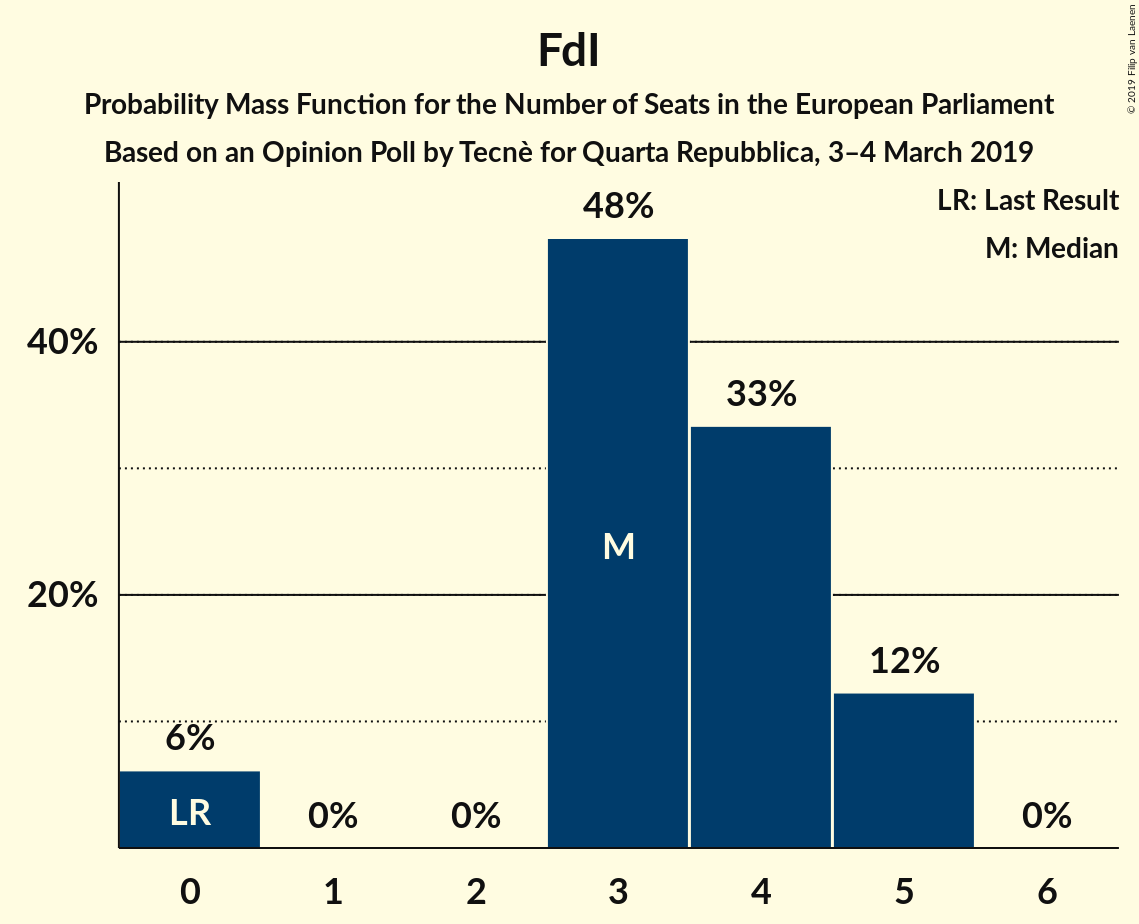 FdI
Probability Mass Function for the Number of Seats in the European Parliament
Based on an Opinion Poll by Tecnè for Quarta Repubblica, 3–4 March 2019
© 2019 Filip van Laenen
LR: Last Result
M: Median
48%
40%
33%
M
20%
12%
6%
LR
0%
0%
0%
0 1 2 3 4 5 6